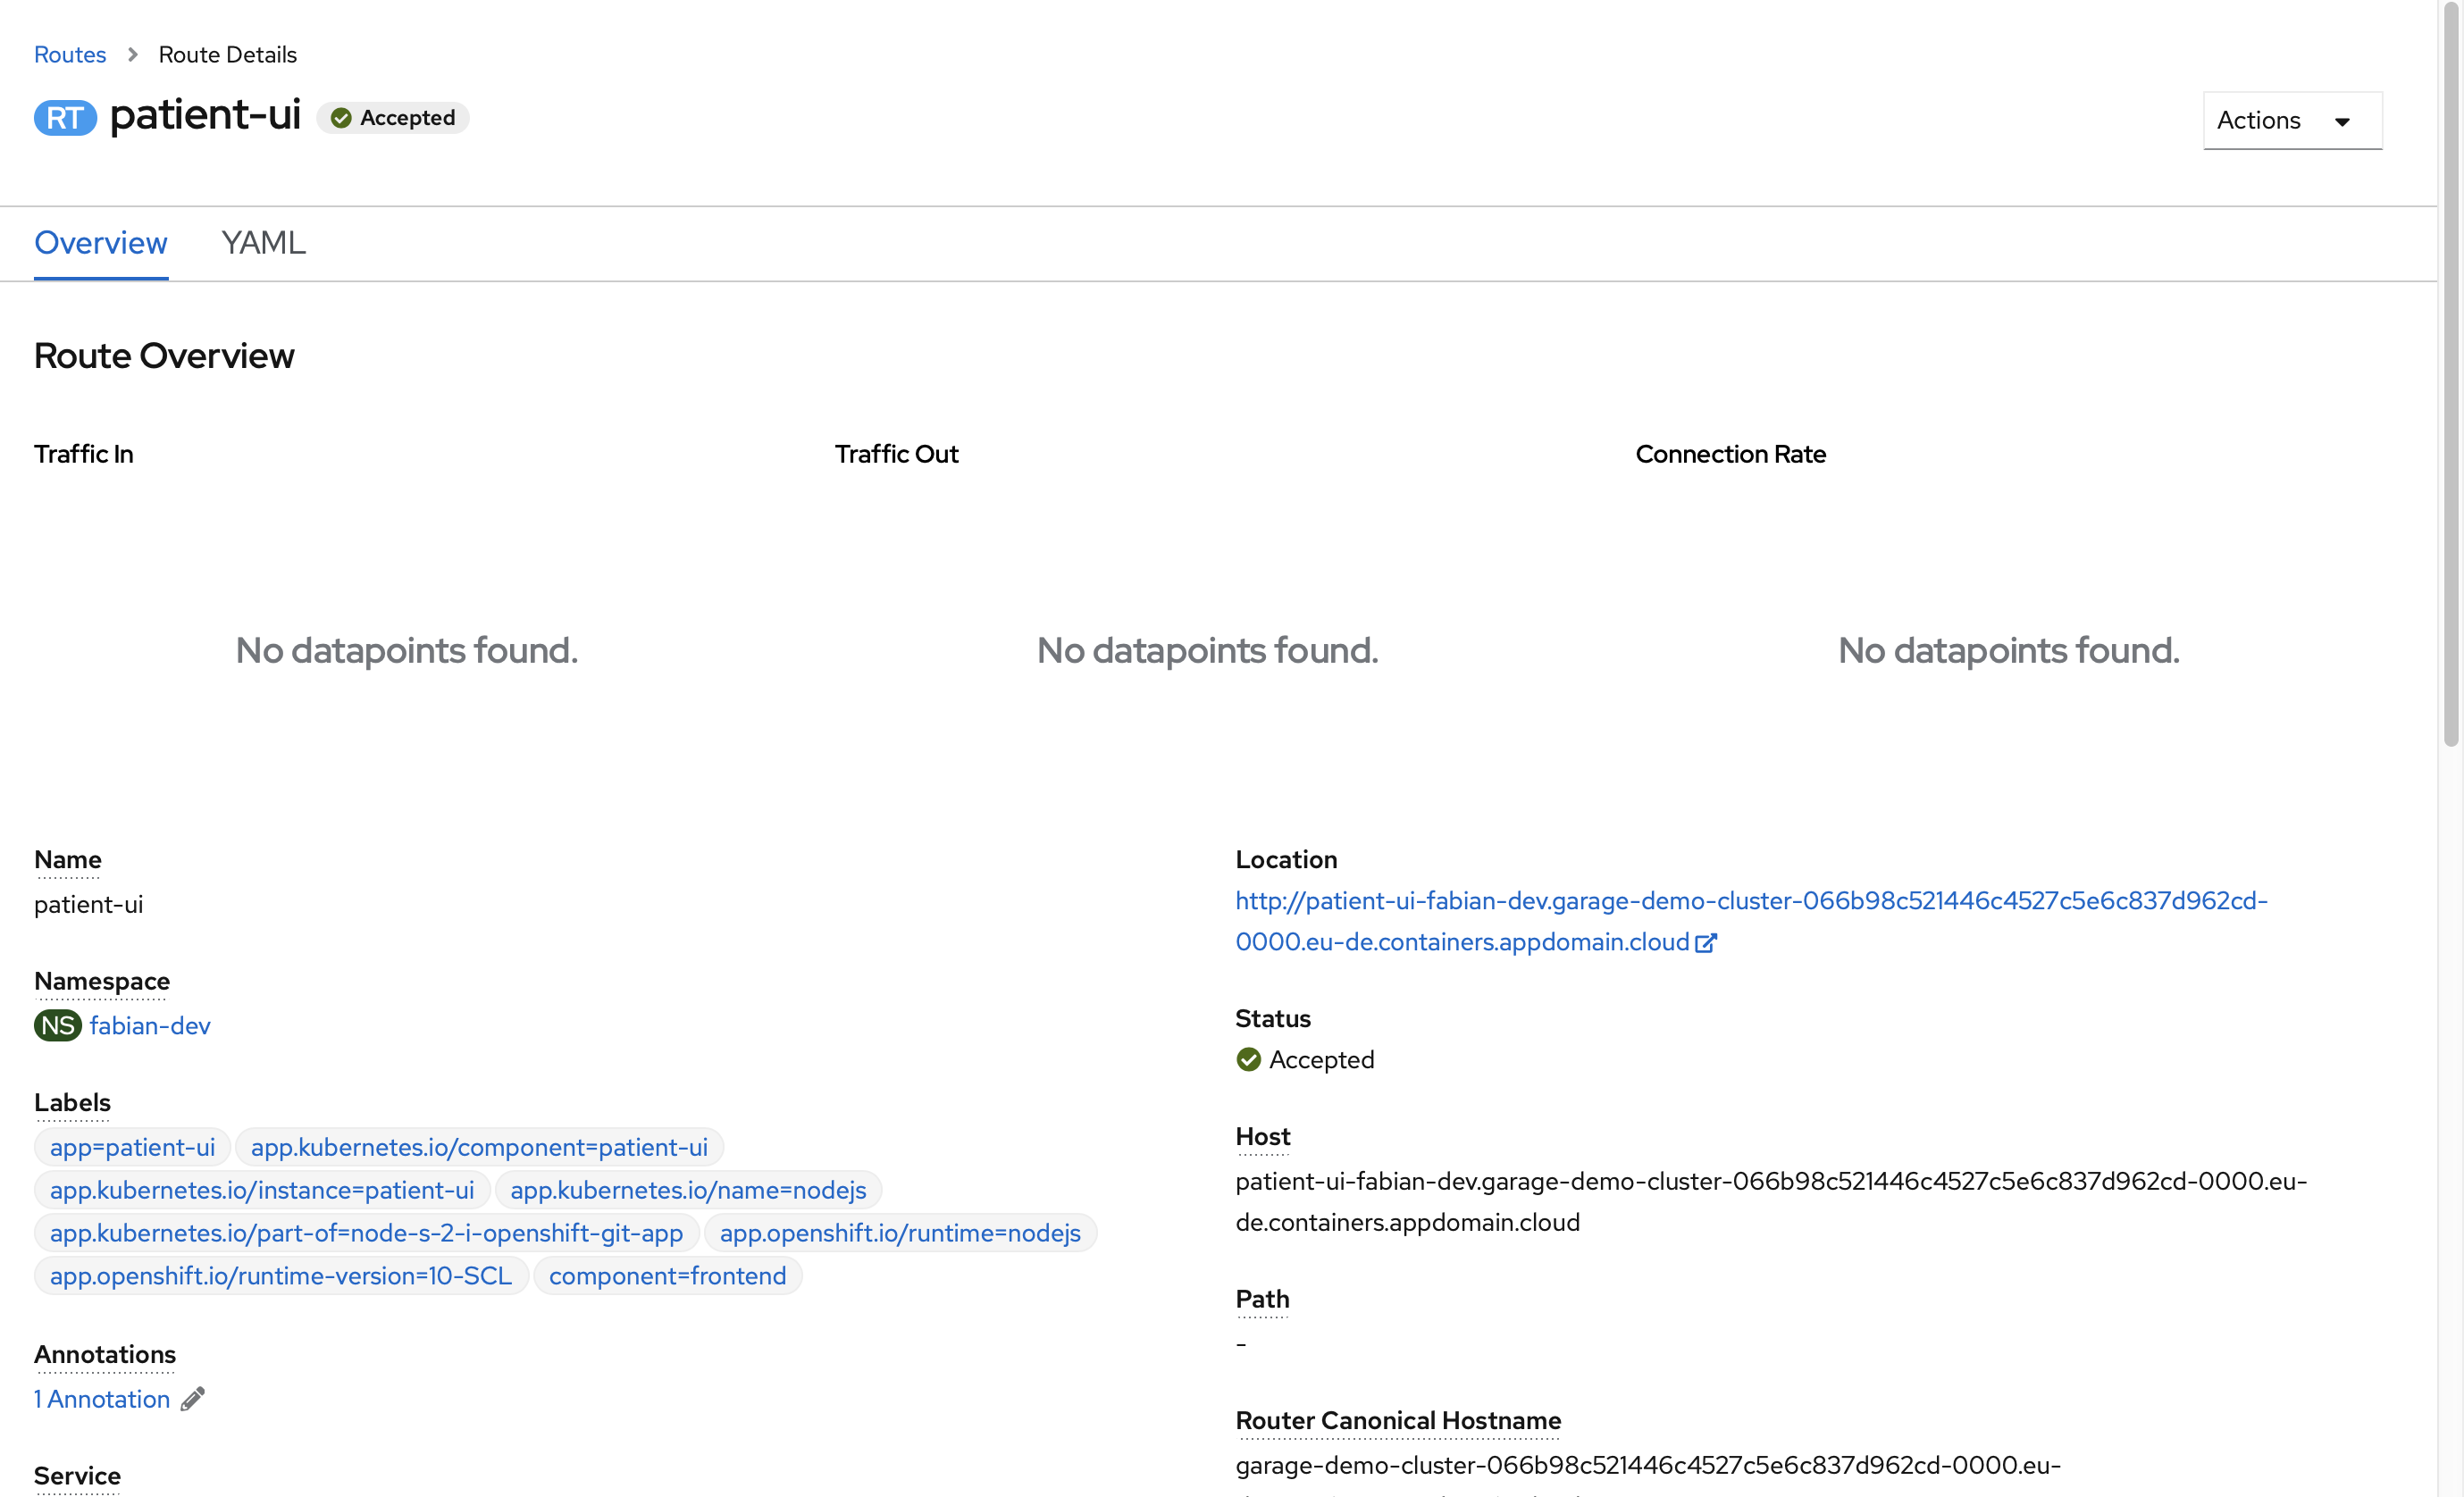 Routes > Route Details
RT patient-ui Accepted
Actions
Overview YAML
Route Overview
Traffic In Traffic Out Connection Rate
No datapoints found. No datapoints found. No datapoints found.
Name
patient-ui
Namespace
NS fabian-dev
Labels
app=patient-ui app.kubernetes.io/component=patient-ui
app.kubernetes.io/instance=patient-ui app.kubernetes.io/name=nodejs
app.kubernetes.io/part-of=node-s-2-i-openshift-git-app app.openshift.io/runtime=nodejs
app.openshift.io/runtime-version=10-SCL component=frontend
Annotations
1 Annotation
Service
Location
http://patient-ui-fabian-dev.garage-demo-cluster-066b98c521446c4527c5e6c837d962cd-
0000.eu-de.containers.appdomain.cloud
Status
Accepted
Host
patient-ui-fabian-dev.garage-demo-cluster-066b98c521446c4527c5e6c837d962cd-0000.eu-
de.containers.appdomain.cloud
Path
-
Router Canonical Hostname
garage-demo-cluster-066b98c521446c4527c5e6c837d962cd-0000.eu-